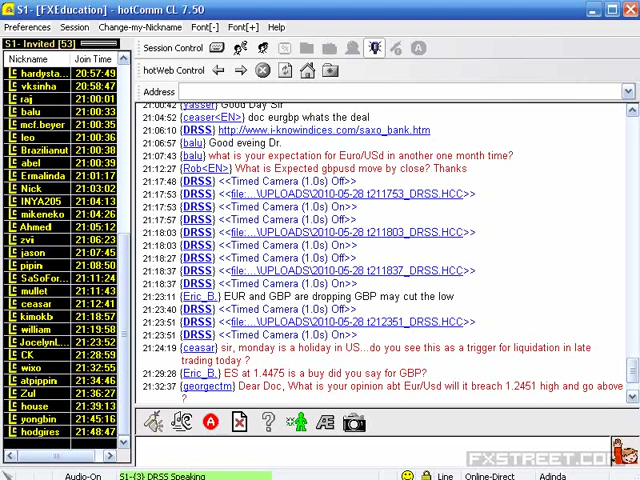 S1- [FXEducation] - hotComm CL 7.50
Preferences Session Change-my-Nickname Font[-] Font[+] Help
S1- Invited [53]
Session Control
Nickname Join Time
hotWeb Control
Address
hardysta... 20:57:49
vksinha 20:58:47
raj 21:00:01
balu 21:00:33
mcf.beyer 21:00:35
leo 21:00:36
Brazilianut 21:00:38
abel 21:00:39
Ermalinda 21:00:41
Nick 21:03:02
INYA205 21:04:13
mikeneko 21:04:26
Ahmed 21:05:12
zvi 21:06:23
jason 21:07:45
pipin 21:08:50
SaSoFor... 21:11:24
mullet 21:11:43
ceasar 21:12:41
kimokb 21:18:57
william 21:19:58
JocelynL... 21:23:52
CK 21:28:59
wixo 21:32:55
atpippin 21:34:46
Zul 21:36:27
house 21:39:13
yongbin 21:45:16
hodgires 21:48:47
21:00:42 {yasser} Good Day Sir
21:04:52 {ceaser<EN>} doc eurgbp whats the deal
21:06:10 {DRSS} http://www.i-knowindices.com/saxo_bank.htm
21:06:57 {balu} Good eveing Dr.
21:07:43 {balu} what is your expectation for Euro/USd in another one month time?
21:12:27 {Rob<EN>} What is Expected gbpusd move by close? Thanks
21:17:48 {DRSS} <<Timed Camera (1.0s) Off>>
21:17:53 {DRSS} <<file:...\UPLOADS\2010-05-28 t211753_DRSS.HCC>>
21:17:53 {DRSS} <<Timed Camera (1.0s) On>>
21:17:57 {DRSS} <<Timed Camera (1.0s) Off>>
21:18:03 {DRSS} <<file:...\UPLOADS\2010-05-28 t211803_DRSS.HCC>>
21:18:03 {DRSS} <<Timed Camera (1.0s) On>>
21:18:30 {DRSS} <<Timed Camera (1.0s) Off>>
21:18:37 {DRSS} <<file:...\UPLOADS\2010-05-28 t211837_DRSS.HCC>>
21:18:37 {DRSS} <<Timed Camera (1.0s) On>>
23:23:11 {Eric_B.} EUR and GBP are dropping GBP may cut the low
21:23:40 {DRSS} <<Timed Camera (1.0s) Off>>
21:23:51 {DRSS} <<file:...\UPLOADS\2010-05-28 t212351_DRSS.HCC>>
21:23:51 {DRSS} <<Timed Camera (1.0s) On>>
21:24:19 {ceasar} sir, monday is a holiday in US...do you see this as a trigger for liquidation in late
trading today ?
21:29:28 {Eric_B.} ES at 1.4475 is a buy did you say for GBP?
21:32:37 {georgectm} Dear Doc, What is your opinion abt Eur/Usd will it breach 1.2451 high and go above
?
FXSTREET.CO
Audio-On S1-{3} DRSS Speaking Line Online-Direct Adinda